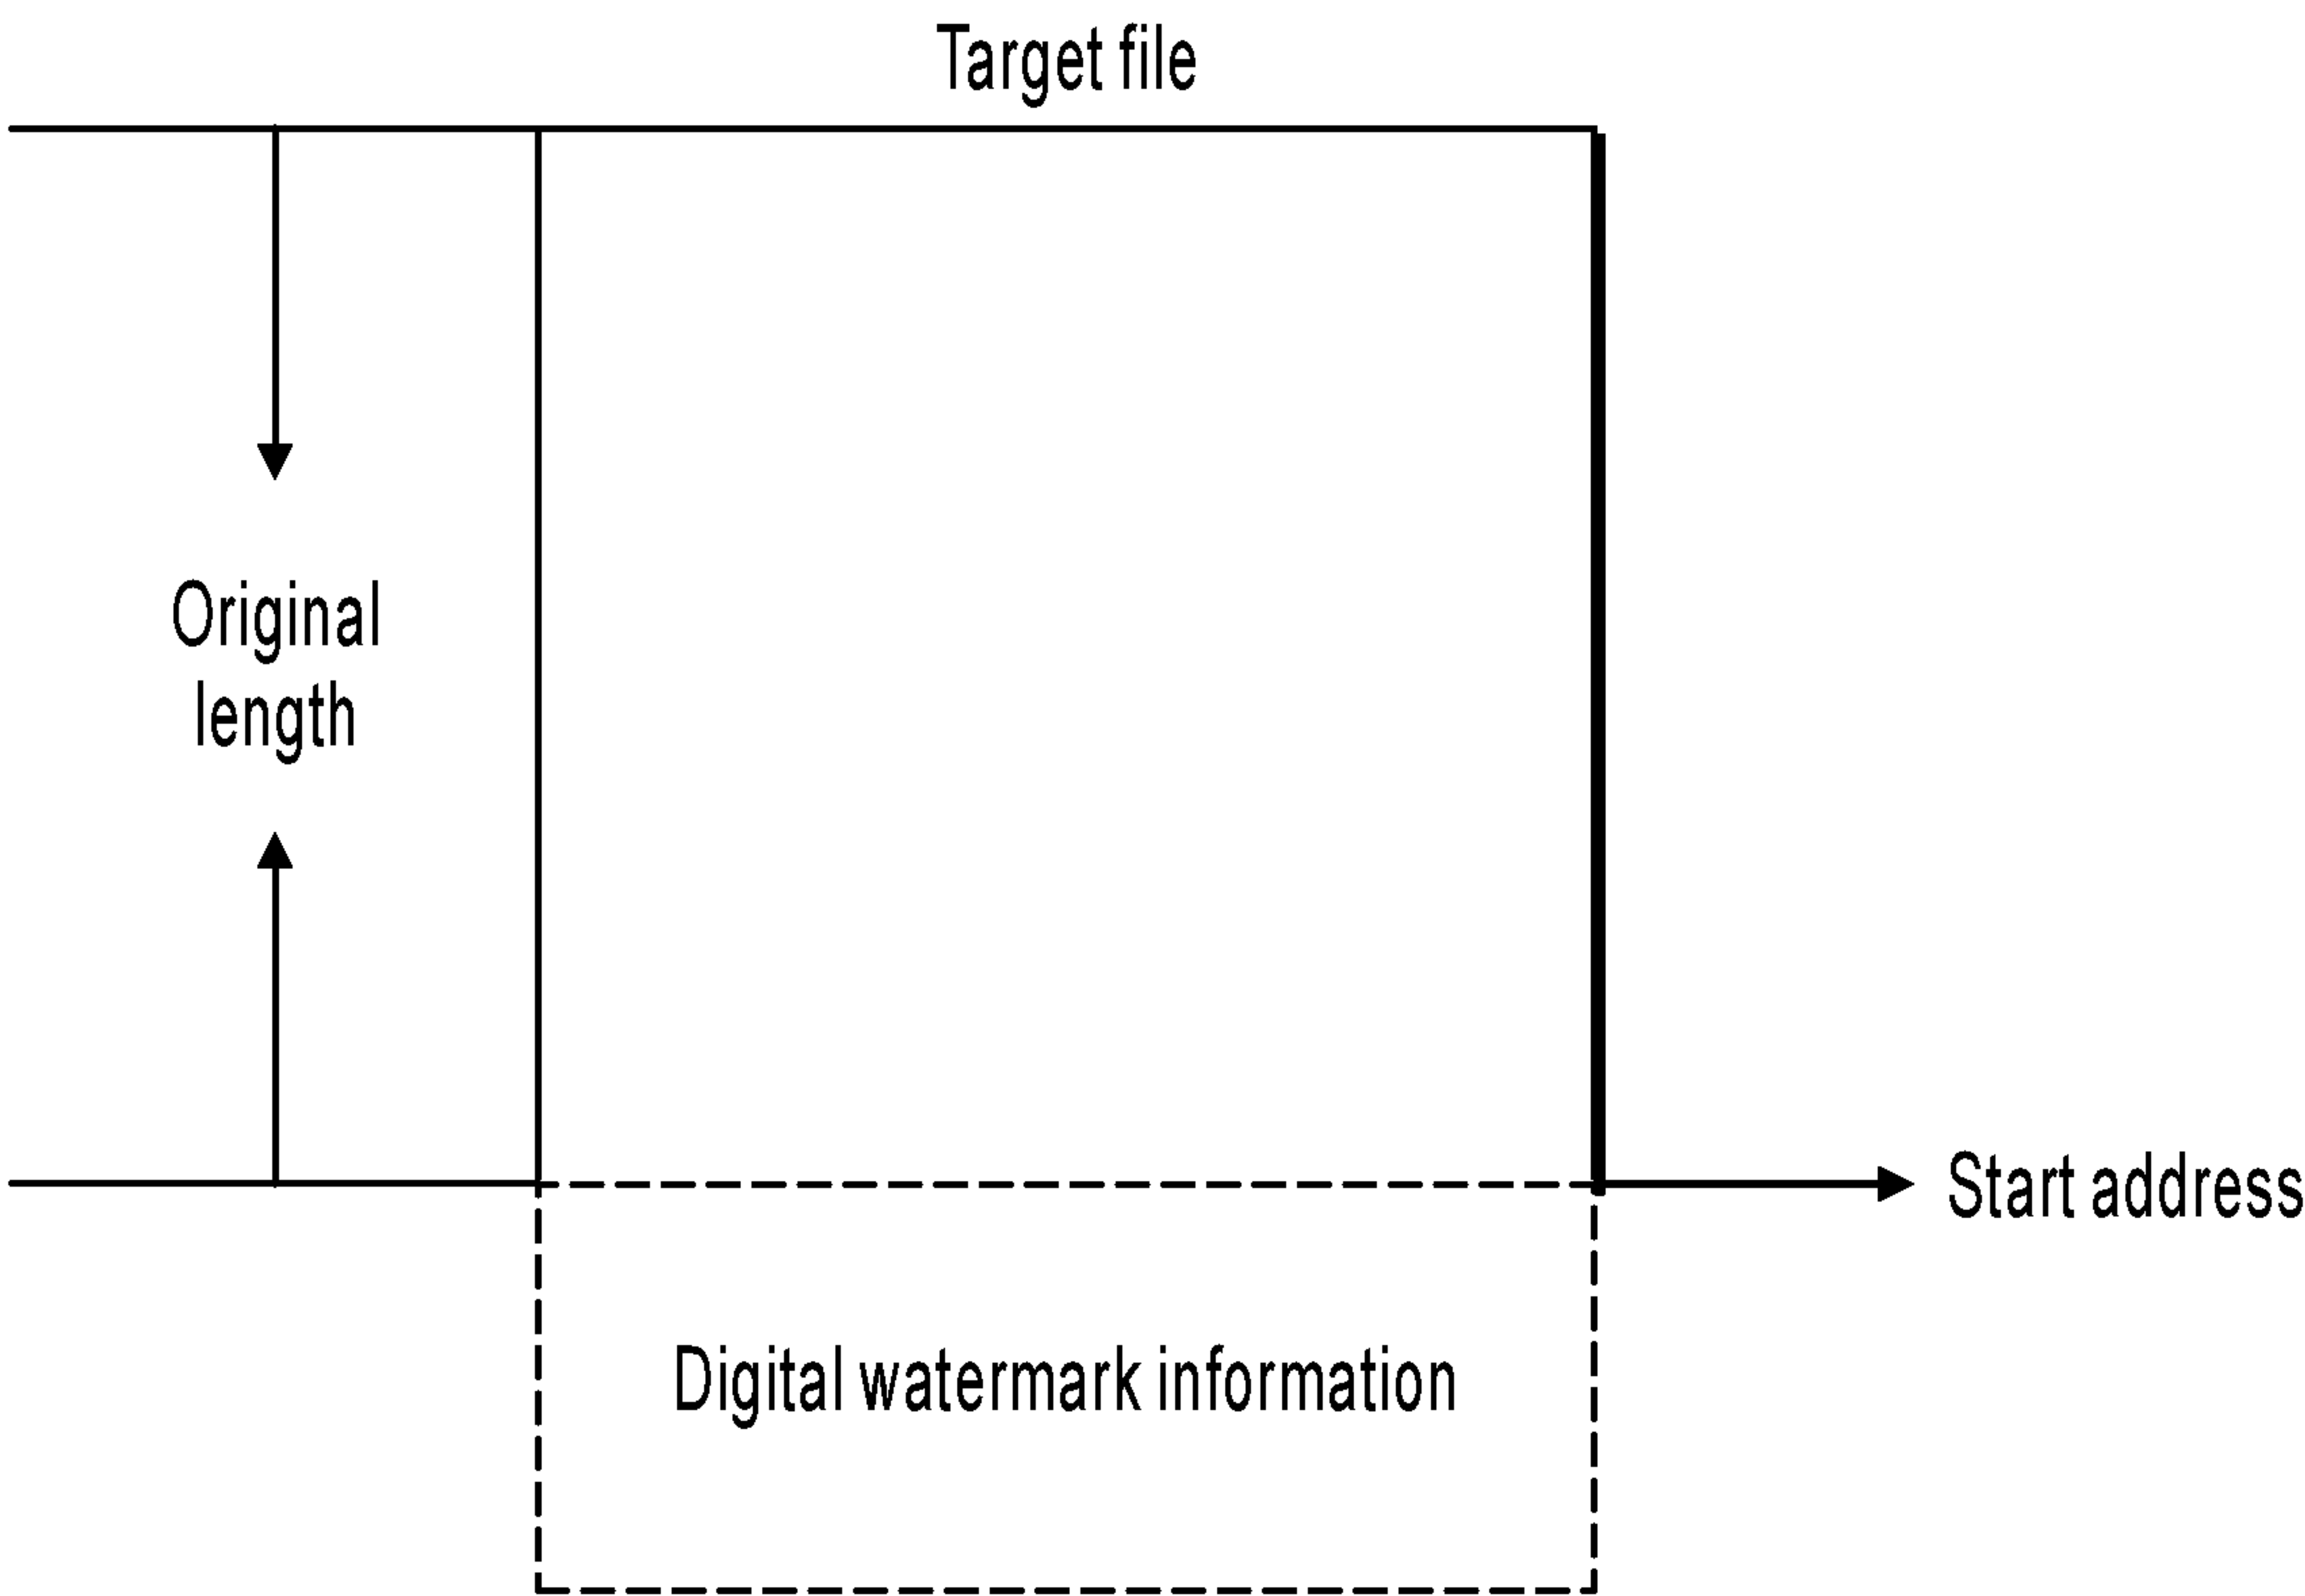 Target file
Original
length
Start address
Digital watermark information